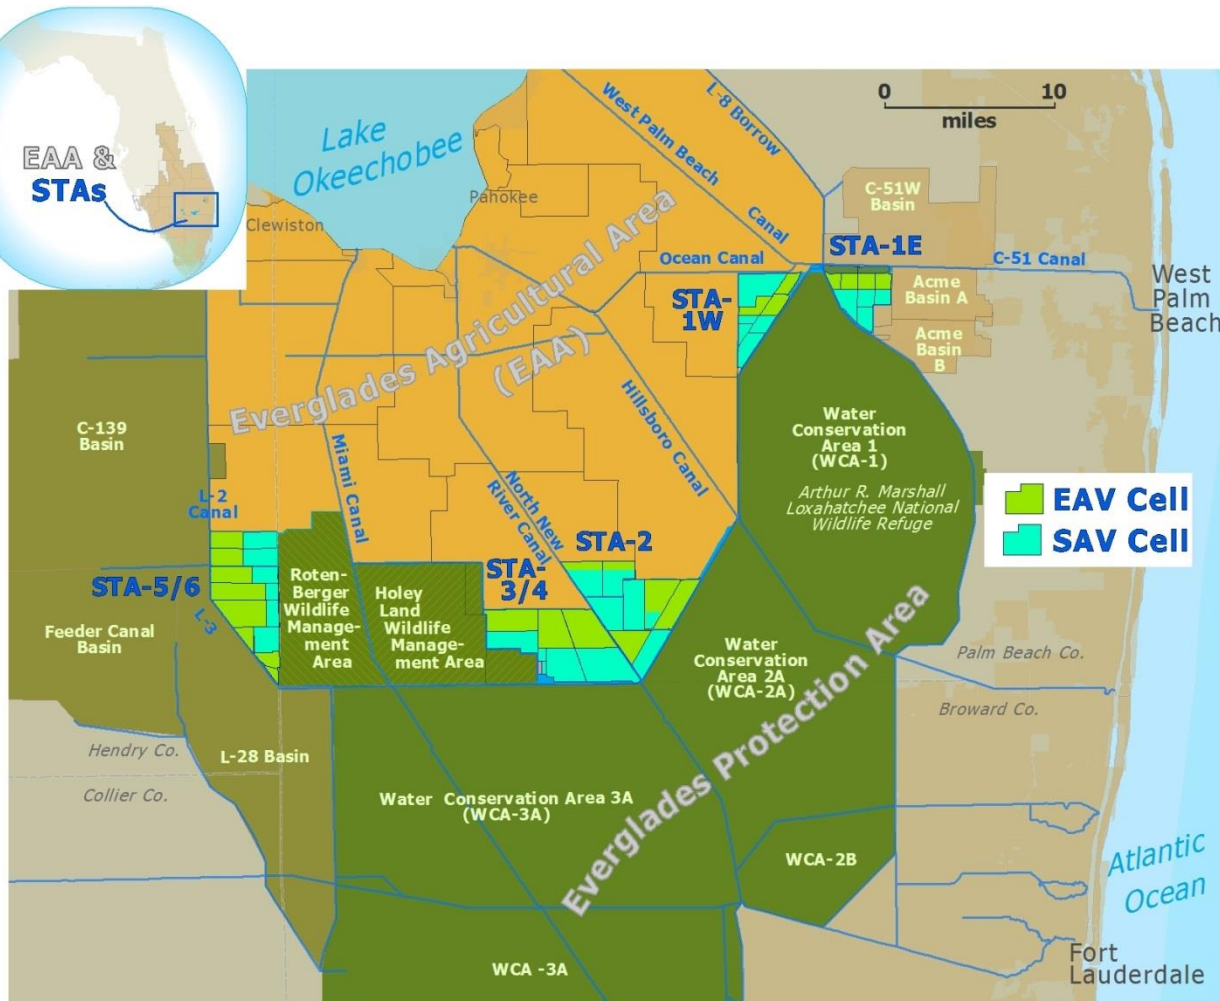 EAA &
STAs
0 10
miles
Lake
Okeechobee
West Palm Beach
Canal
L-8 Borrow
Pahokee
Clewiston
C-51W
Basin
STA-1E
Ocean Canal
C-51 Canal
West
Palm
Beach
STA-
1W
Acme
Basin A
Acme
Basin
B
Everglades Agricultural Area
(EAA)
Hillsboro Canal
C-139
Basin
Miami Canal
North New
River Canal
Water
Conservation
Area 1
(WCA-1)
Arthur R. Marshall
Loxahatchee National
Wildlife Refuge
EAV Cell
SAV Cell
L-2
Canal
STA-2
STA-
3/4
STA-5/6
L-3
Roten-
Berger
Wildlife
Manage-
ment
Area
Holey
Land
Wildlife
Manage-
ment Area
Feeder Canal
Basin
Water
Conservation
Area 2A
(WCA-2A)
Everglades Protection Area
Palm Beach Co.
Broward Co.
Hendry Co.
Collier Co.
L-28 Basin
Water Conservation Area 3A
(WCA-3A)
WCA-2B
Atlantic
Ocean
WCA -3A
Fort
Lauderdale